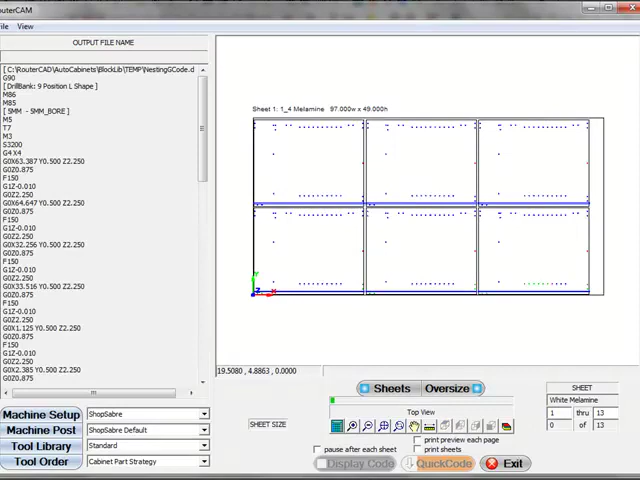 outerCAM
File View
OUTPUT FILE NAME
[ C:\RouterCAD\AutoCabinets\BlockLib\TEMP\NestingGCode.d
G90
[DrillBank: 9 Position L Shape ]
M86
M85
[ 5MM - 5MM_BORE ]
M5
T7
M3
S3200
G4 X4
G0X63.387 Y0.500 Z2.250
G0Z0.875
F150
G1Z-0.010
G0Z2.250
G0X64.647 Y0.500 Z2.250
G0Z0.875
F150
G1Z-0.010
G0Z2.250
G0X32.256 Y0.500 Z2.250
G0Z0.875
F150
G1Z-0.010
G0Z2.250
G0X33.516 Y0.500 Z2.250
G0Z0.875
F150
G1Z-0.010
G0Z2.250
G0X1.125 Y0.500 Z2.250
G0Z0.875
F150
G1Z-0.010
G0Z2.250
G0X2.385 Y0.500 Z2.250
G0Z0.875
Sheet 1: 1_4 Melamine 97.000w x 49.000h
Y
Z X
19.5080 , 4.8863, 0.0000
Machine Setup ShopSabre
Machine Post ShopSabre Default
Tool Library Standard
Tool Order Cabinet Part Strategy
SHEET SIZE
Sheets Oversize
Top View
print preview each page
pause after each sheet
print sheets
Display Code QuickCode Exit
SHEET
White Melamine
1 thru 13
0 of 13